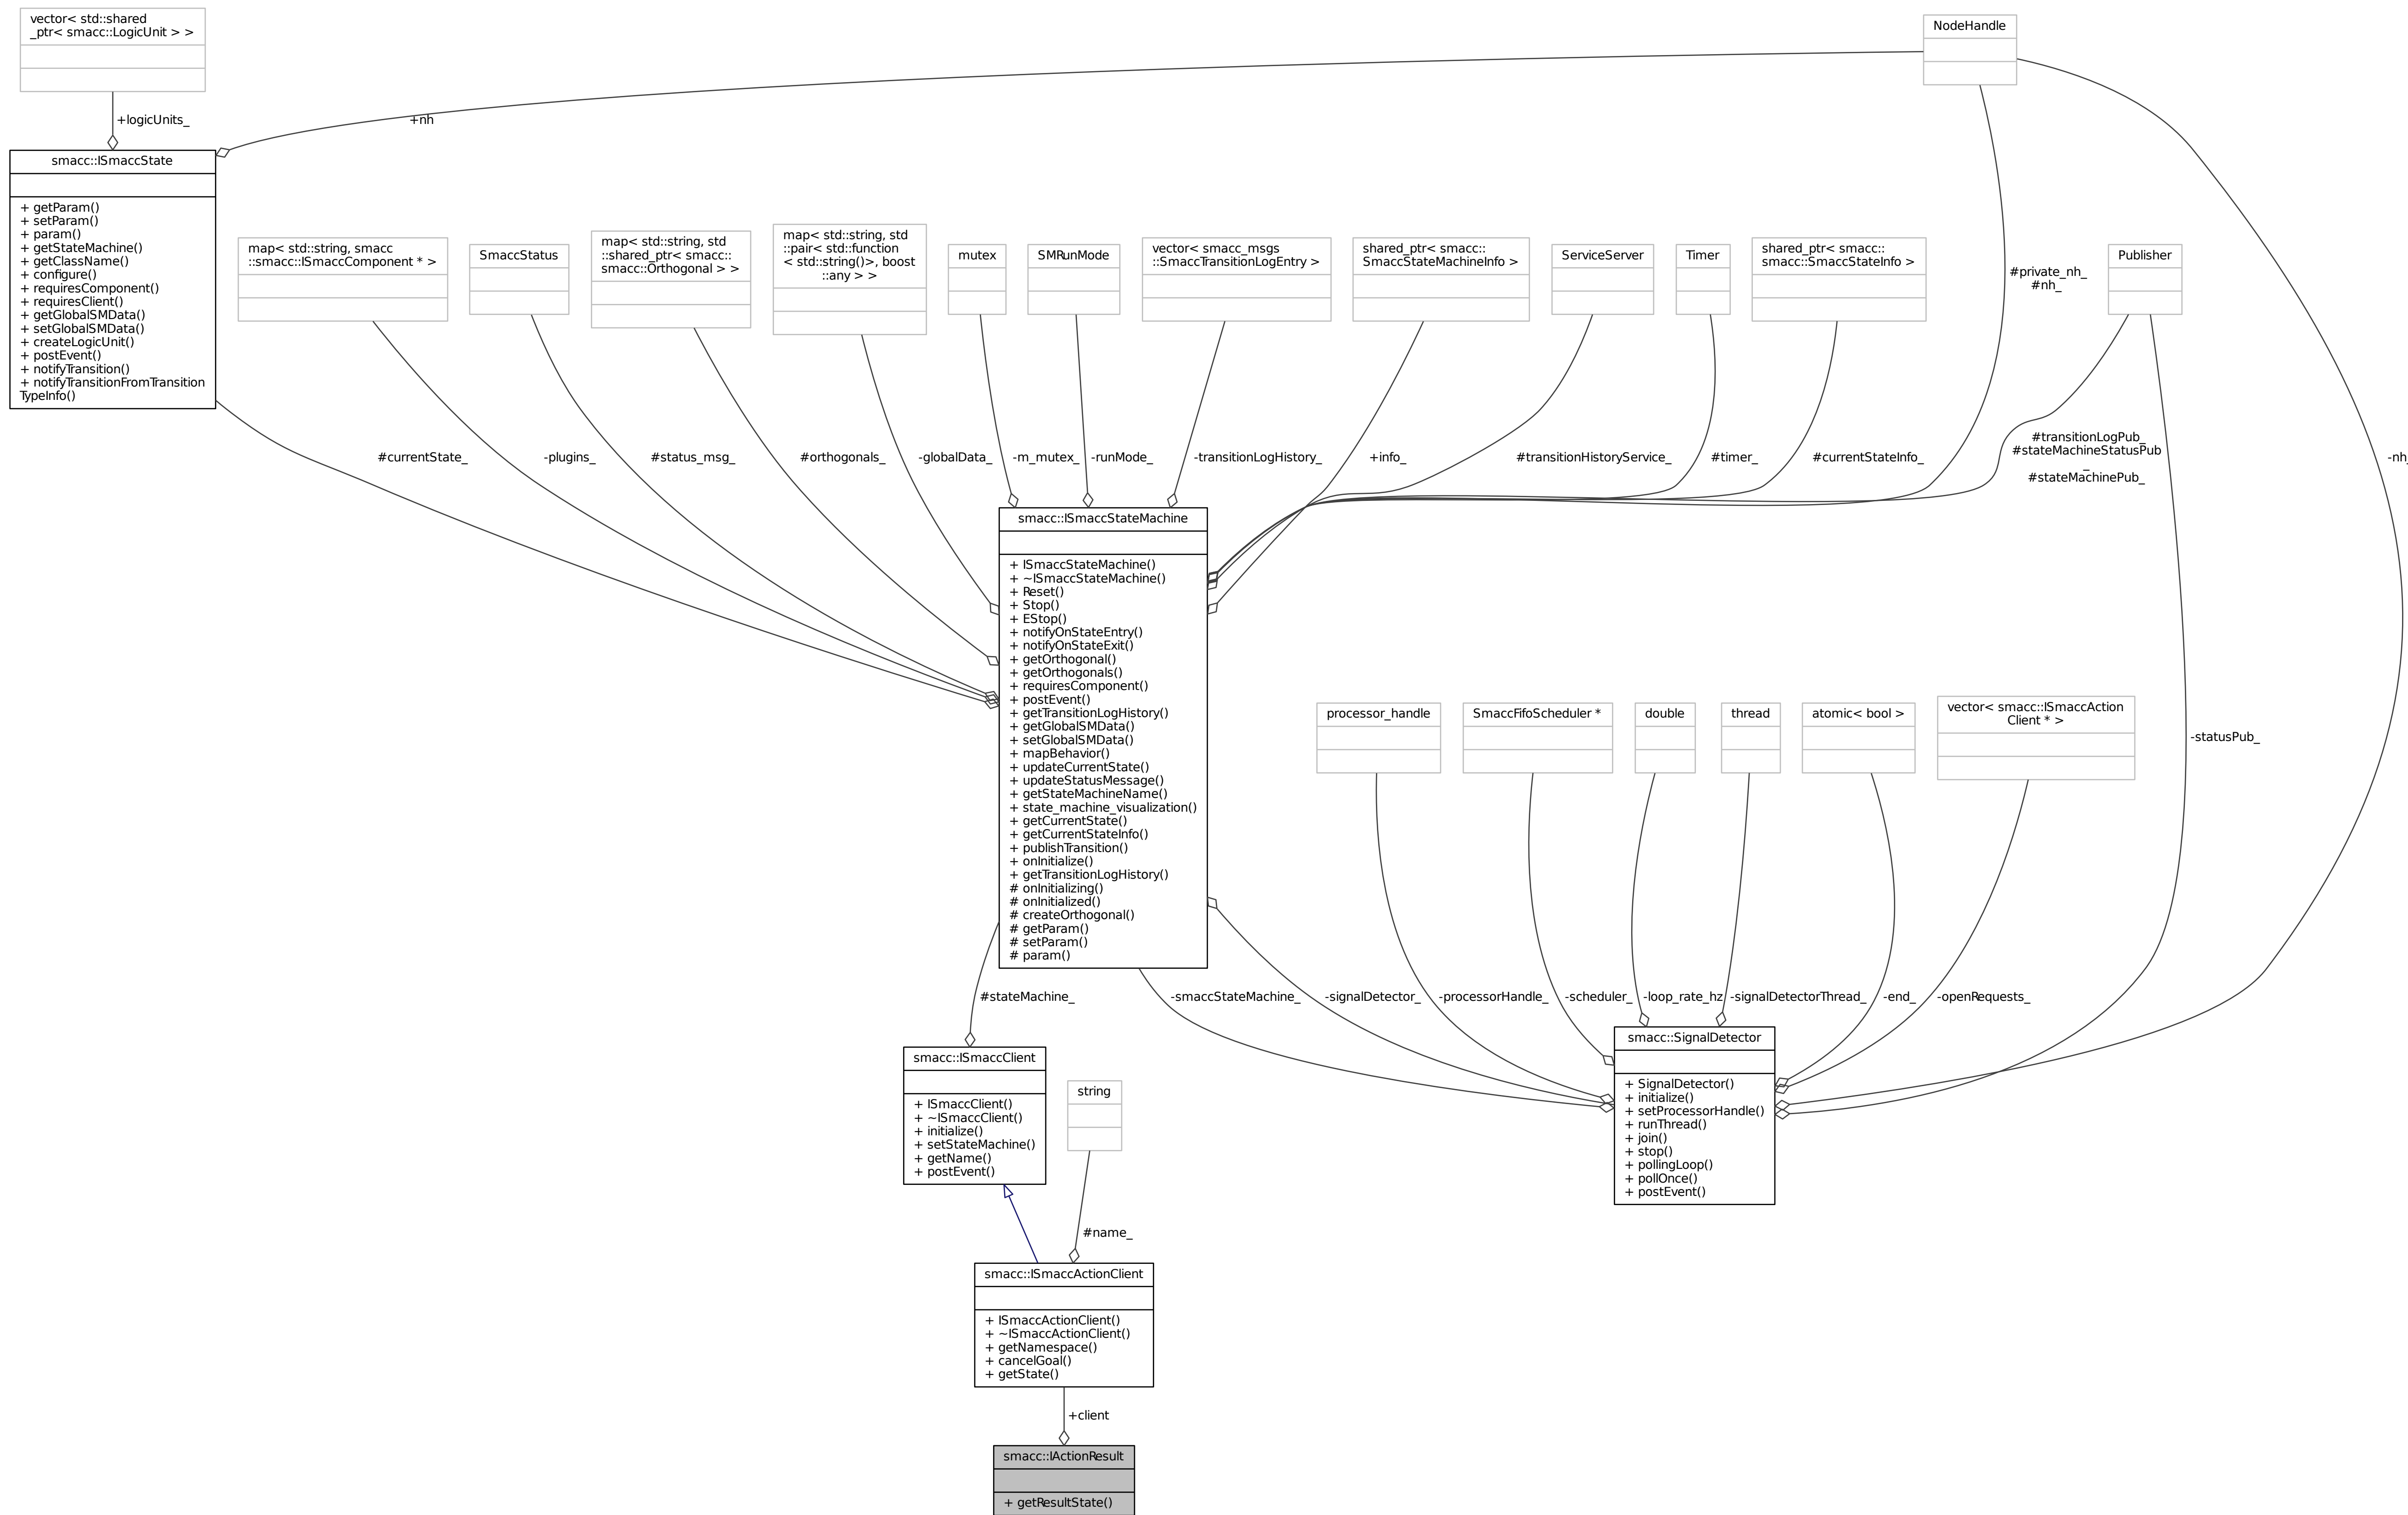 vector< std::shared
_ptr< smacc::LogicUnit > >
NodeHandle
+logicUnits_
+nh
smacc::ISmaccState
+ getParam()
+ setParam()
+ param()
+ getStateMachine()
+ getClassName()
+ configure()
+ requiresComponent()
+ requiresClient()
+ getGlobalSMData()
+ setGlobalSMData()
+ createLogicUnit()
+ postEvent()
+ notifyTransition()
+ notifyTransitionFromTransition
TypeInfo()
map< std::string, smacc
::smacc::ISmaccComponent * >
SmaccStatus
map< std::string, std
::shared_ptr< smacc::
smacc::Orthogonal > >
map< std::string, std
::pair< std::function
< std::string()>, boost
::any > >
mutex
SMRunMode
vector< smacc_msgs
::SmaccTransitionLogEntry >
shared_ptr< smacc::
SmaccStateMachineInfo >
ServiceServer
Timer
shared_ptr< smacc::
smacc::SmaccStateInfo >
#private_nh_
#nh_
Publisher
#currentState_
-plugins_
#status_msg_
#orthogonals_
-globalData_
-m_mutex_
-runMode_
-transitionLogHistory_
+info_
#transitionHistoryService_
#timer_
#currentStateInfo_
#transitionLogPub_
#stateMachineStatusPub
_
#stateMachinePub_
-nh_
smacc::ISmaccStateMachine
+ ISmaccStateMachine()
+ ~ISmaccStateMachine()
+ Reset()
+ Stop()
+ EStop()
+ notifyOnStateEntry()
+ notifyOnStateExit()
+ getOrthogonal()
+ getOrthogonals()
+ requiresComponent()
+ postEvent()
+ getTransitionLogHistory()
+ getGlobalSMData()
+ setGlobalSMData()
+ mapBehavior()
+ updateCurrentState()
+ updateStatusMessage()
+ getStateMachineName()
+ state_machine_visualization()
+ getCurrentState()
+ getCurrentStateInfo()
+ publishTransition()
+ onInitialize()
+ getTransitionLogHistory()
# onInitializing()
# onInitialized()
# createOrthogonal()
# getParam()
# setParam()
# param()
processor_handle
SmaccFifoScheduler *
double
thread
atomic< bool >
vector< smacc::ISmaccAction
Client * >
-statusPub_
#stateMachine_
-smaccStateMachine_
-signalDetector_
-processorHandle_
-scheduler_
-loop_rate_hz
-signalDetectorThread_
-end_
-openRequests_
smacc::ISmaccClient
+ ISmaccClient()
+ ~ISmaccClient()
+ initialize()
+ setStateMachine()
+ getName()
+ postEvent()
string
smacc::SignalDetector
+ SignalDetector()
+ initialize()
+ setProcessorHandle()
+ runThread()
+ join()
+ stop()
+ pollingLoop()
+ pollOnce()
+ postEvent()
#name_
smacc::ISmaccActionClient
+ ISmaccActionClient()
+ ~ISmaccActionClient()
+ getNamespace()
+ cancelGoal()
+ getState()
+client
smacc::IActionResult
+ getResultState()